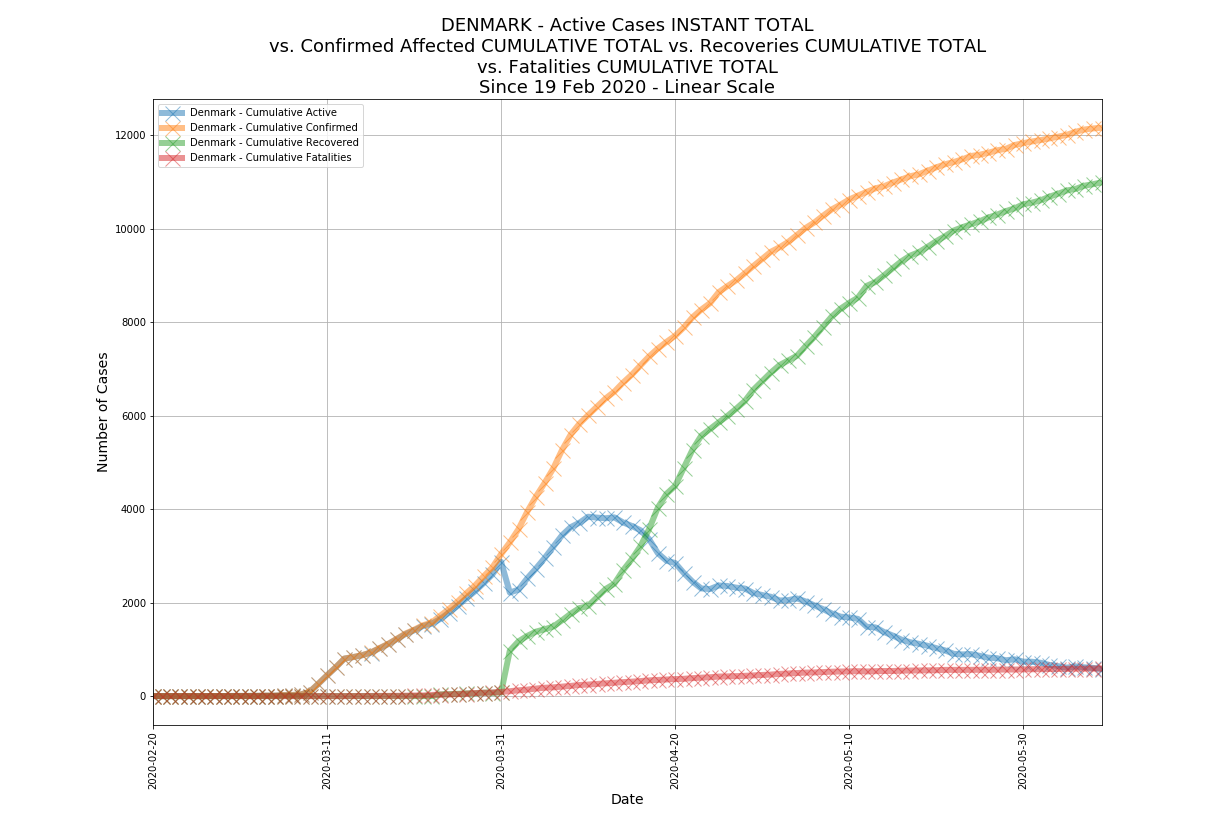 DENMARK - Active Cases INSTANT TOTAL
vs. Confirmed Affected CUMULATIVE TOTAL vs. Recoveries CUMULATIVE TOTAL
vs. Fatalities CUMULATIVE TOTAL
Since 19 Feb 2020 - Linear Scale
Denmark - Cumulative Active
Denmark - Cumulative Confirmed
Denmark - Cumulative Recovered
Denmark - Cumulative Fatalities
12000
10000
8000
6000
4000
2000
0
Number of Cases
2020-02-20
2020-03-11
2020-03-31
2020-04-20
2020-05-10
2020-05-30
Date